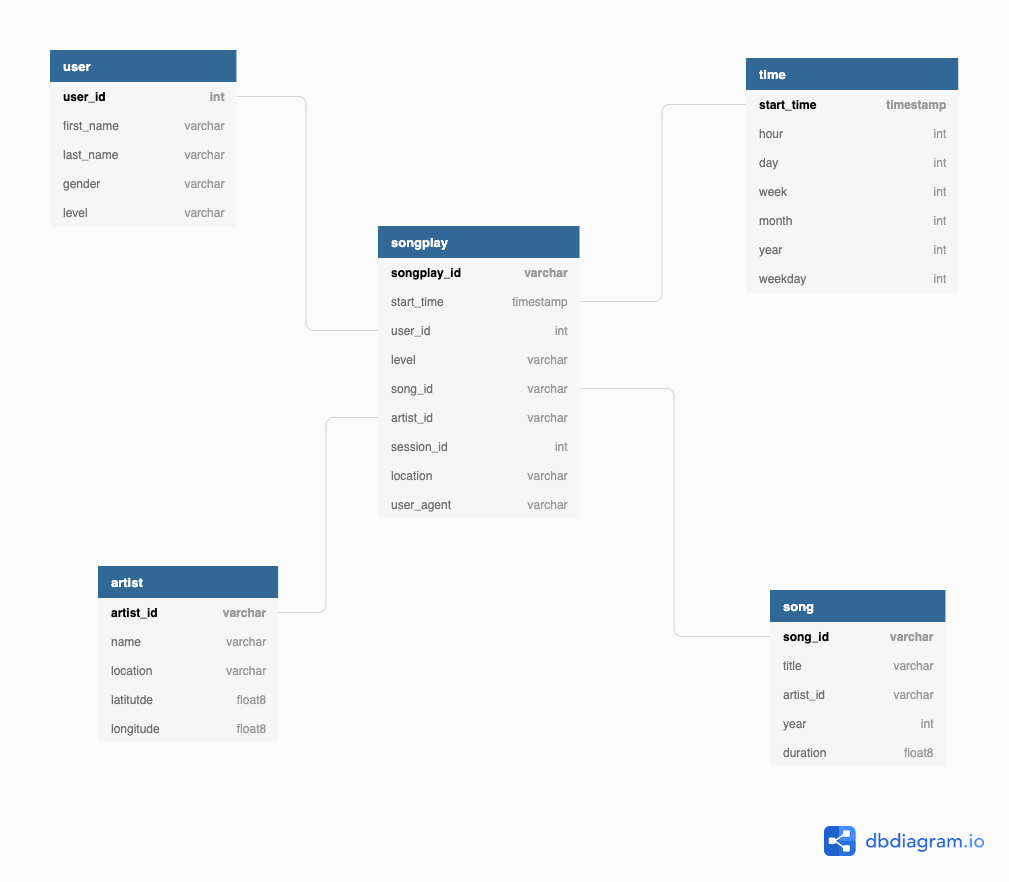 user
user_id int
first_name varchar
last_name varchar
gender varchar
level varchar
time
start_time timestamp
hour int
day int
week int
month int
year int
weekday int
songplay
songplay_id varchar
start_time timestamp
user_id int
level varchar
song_id varchar
artist_id varchar
session_id int
location varchar
user_agent varchar
artist
artist_id varchar
name varchar
location varchar
latitutde float8
longitude float8
song
song_id varchar
title varchar
artist_id varchar
year int
duration float8
dbdiagram.io